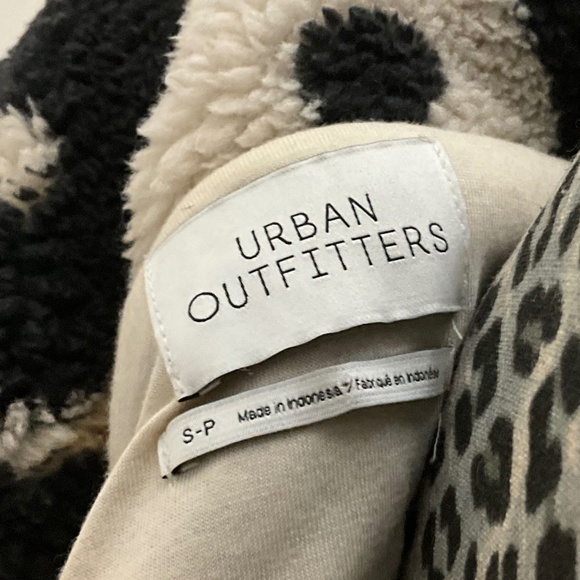 URBAN
OUTFITTERS
S-P Made in Indonesia / Fabriqué en Indonésie